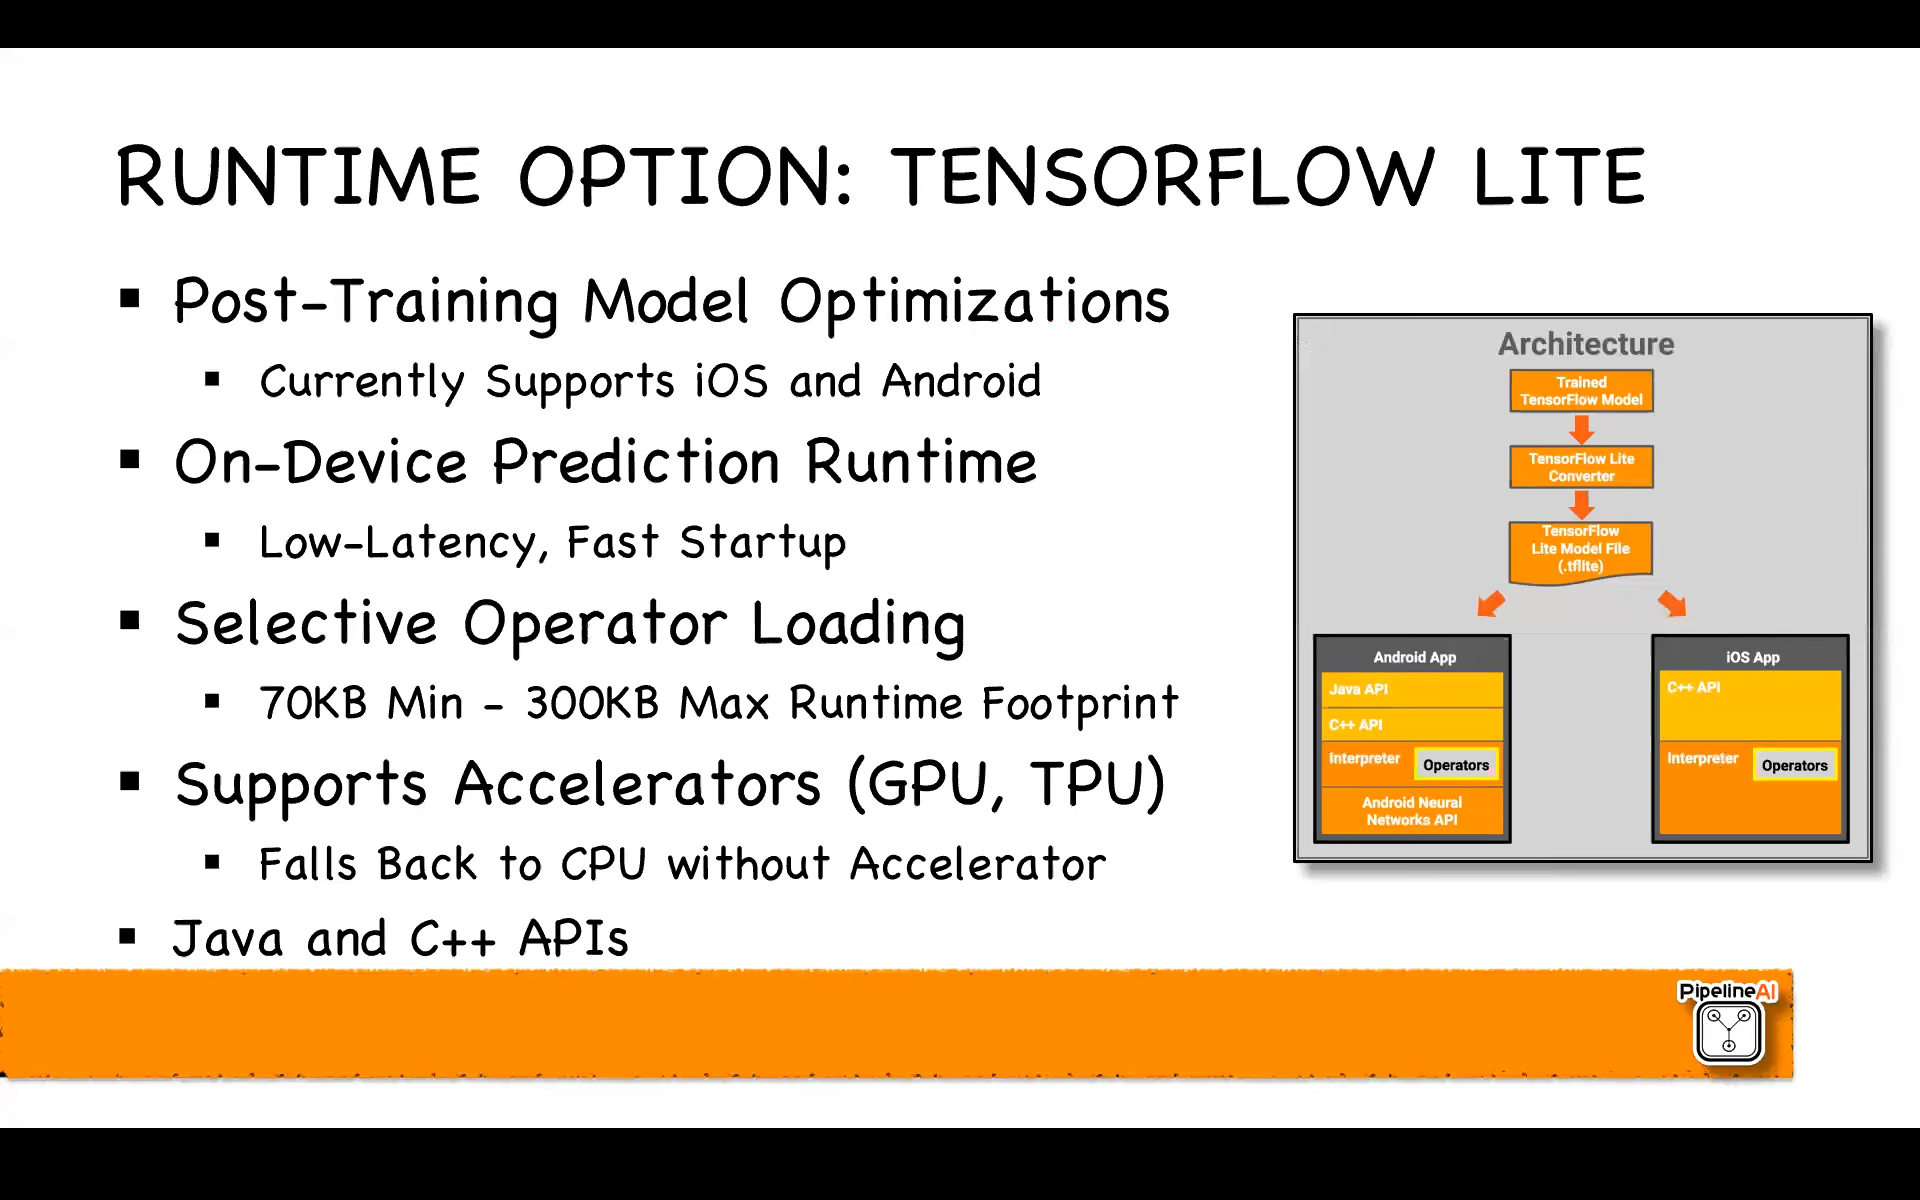 RUNTIME OPTION: TENSORFLOW LITE
Post-Training Model Optimizations
Currently Supports iOS and Android
On-Device Prediction Runtime
Low-Latency, Fast Startup
Selective Operator Loading
70KB Min - 300KB Max Runtime Footprint
Supports Accelerators (GPU, TPU)
Falls Back to CPU without Accelerator
Java and C++ APIs
Architecture
Trained
TensorFlow Model
TensorFlow Lite
Converter
TensorFlow
Lite Model File
(.tflite)
Android App
Java API
C++ API
Interpreter
Operators
Android Neural
Networks API
iOS App
C++ API
Interpreter
Operators
PipelineAI